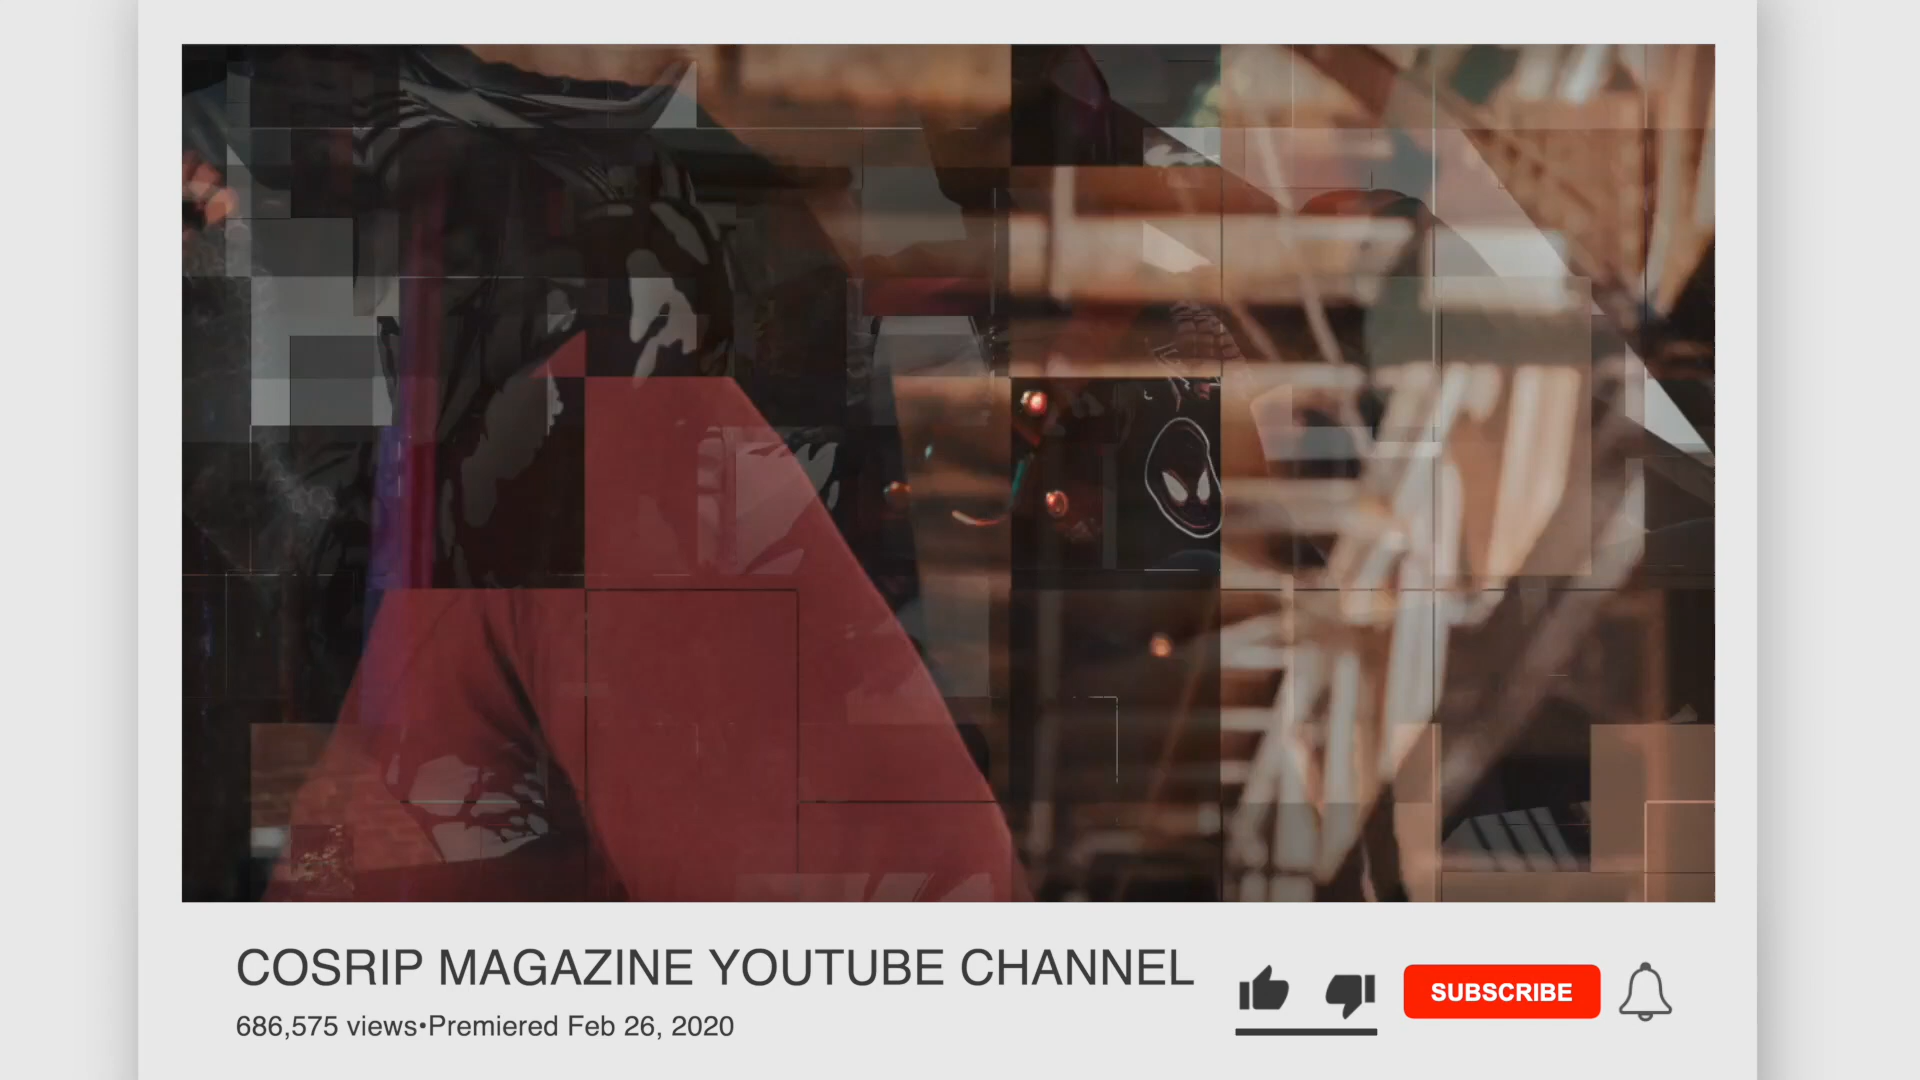 COSRIP MAGAZINE YOUTUBE CHANNEL
686,575 views•Premiered Feb 26, 2020
SUBSCRIBE